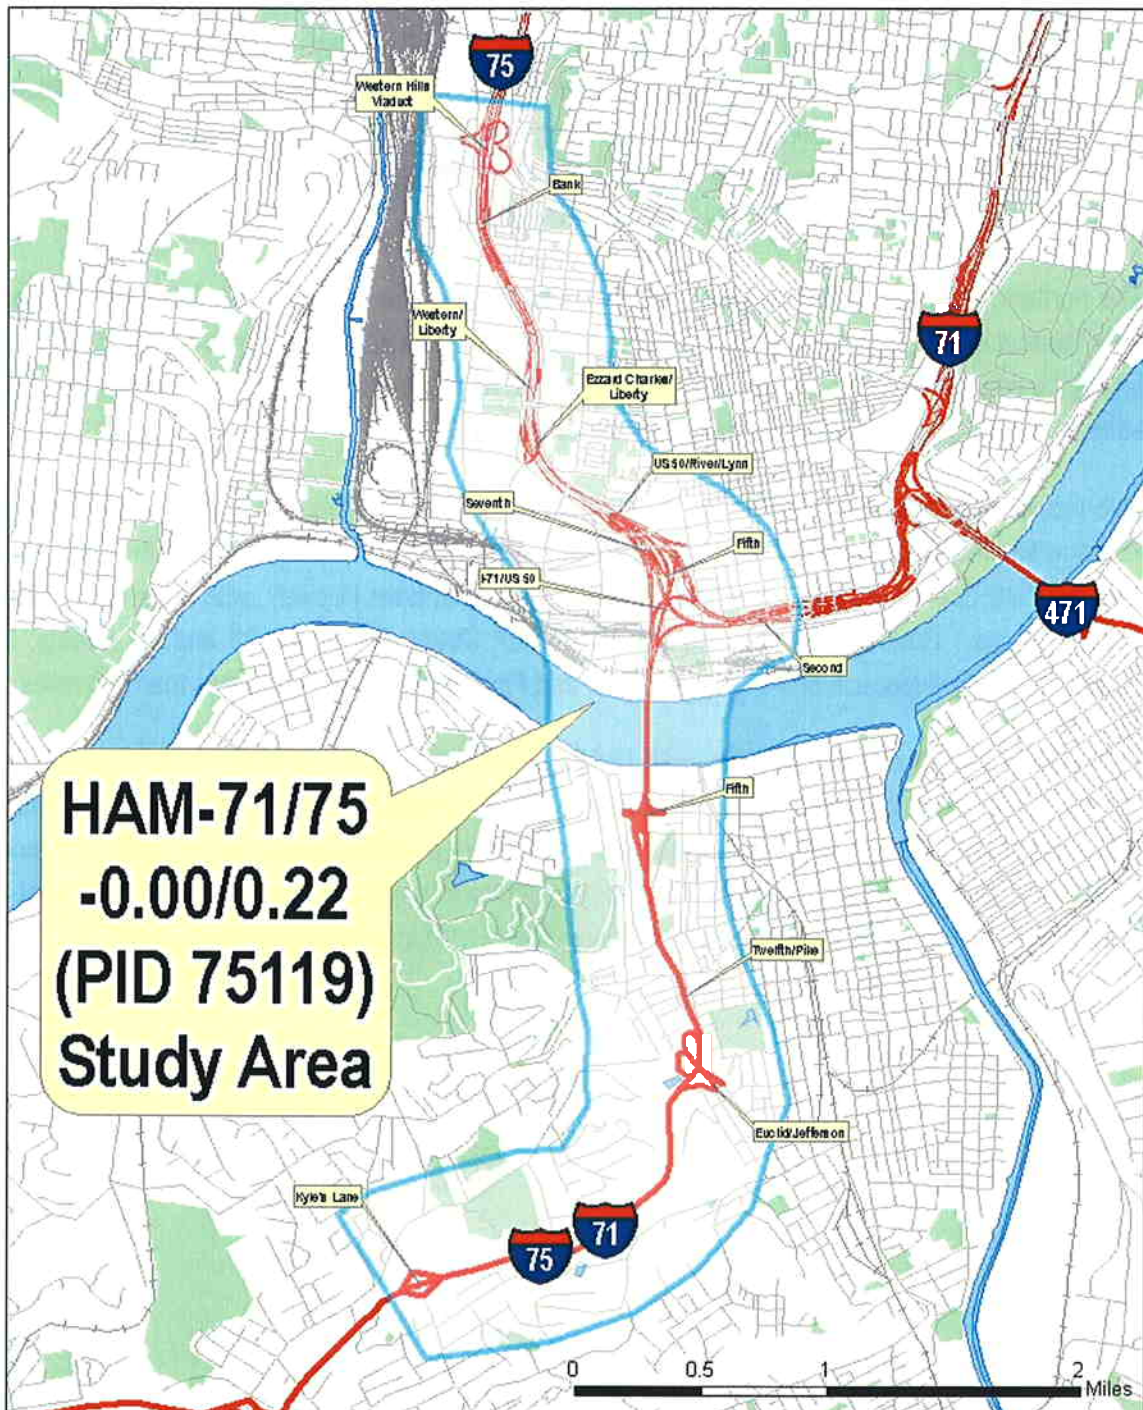 75
Western Hills
Viaduct
Bank
Western/
Liberty
71
Ezzard Charles/
Liberty
US 50/River/Lynn
Seventh
Fifth
I-71/US 50
471
Second
HAM-71/75
-0.00/0.22
(PID 75119)
Study Area
Fifth
Twelfth/Pike
Euclid/Jefferson
Kyle's Lane
71
75
0 0.5 1 2
Miles